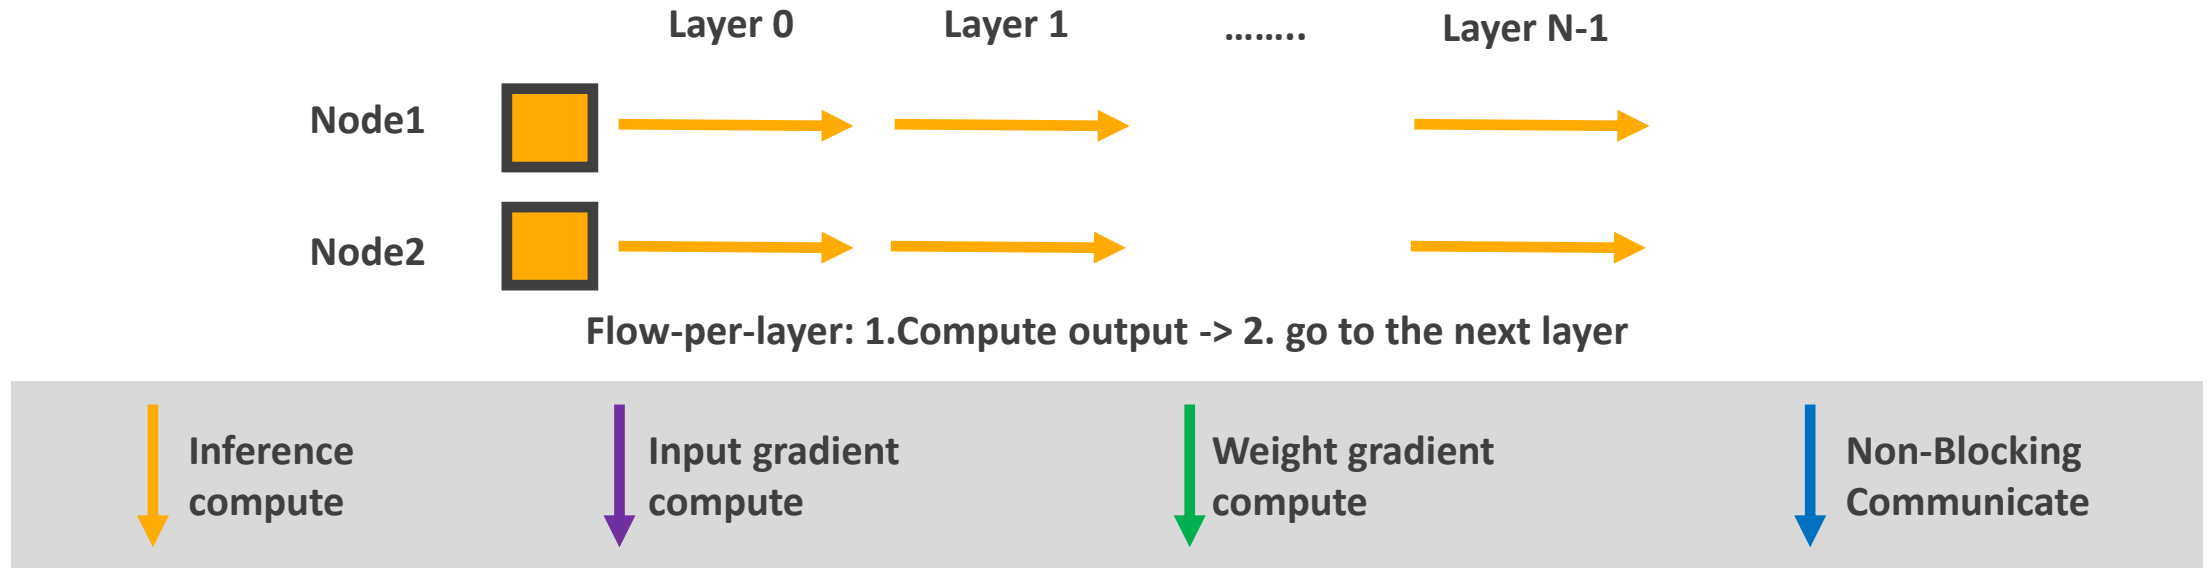 Layer 0 Layer 1 …….. Layer N-1
Node1
Node2
Flow-per-layer: 1.Compute output -> 2. go to the next layer
Inference
compute
Input gradient
compute
Weight gradient
compute
Non-Blocking
Communicate